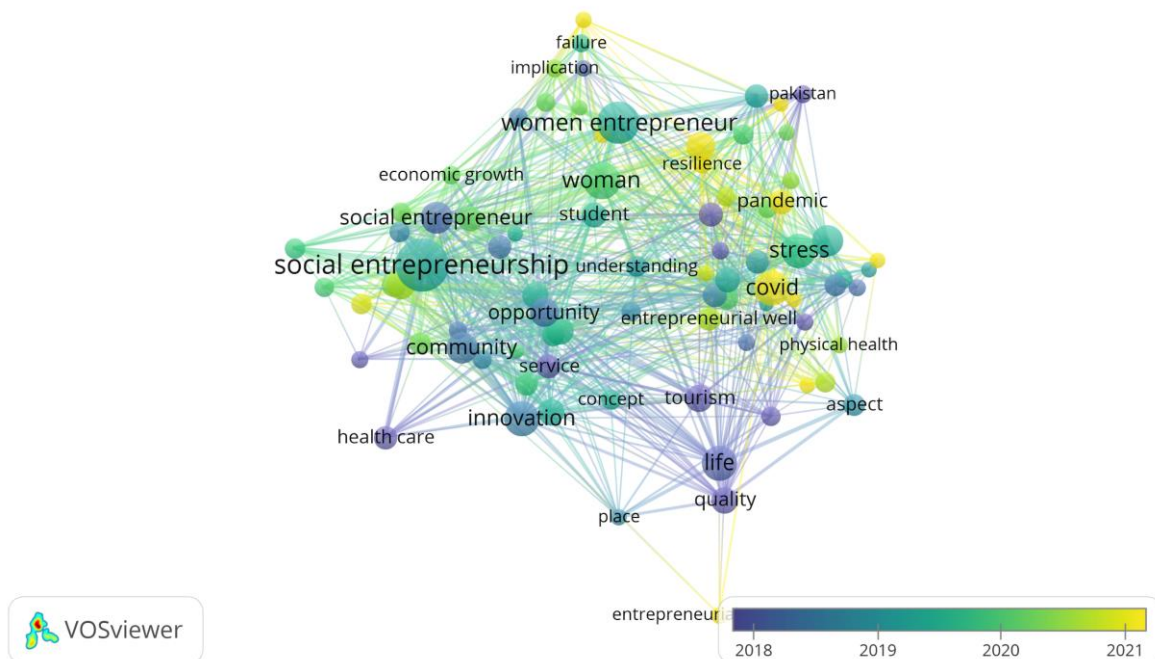 failure
implication
pakistan
women entrepreneur
resilience
economic growth
woman
pandemic
social entrepreneur
student
stress
social entrepreneurship
understanding
covid
opportunity
entrepreneurial well
community
physical health
service
tourism
concept
aspect
innovation
health care
life
quality
place
entrepreneuria
VOSviewer
2018 2019 2020 2021